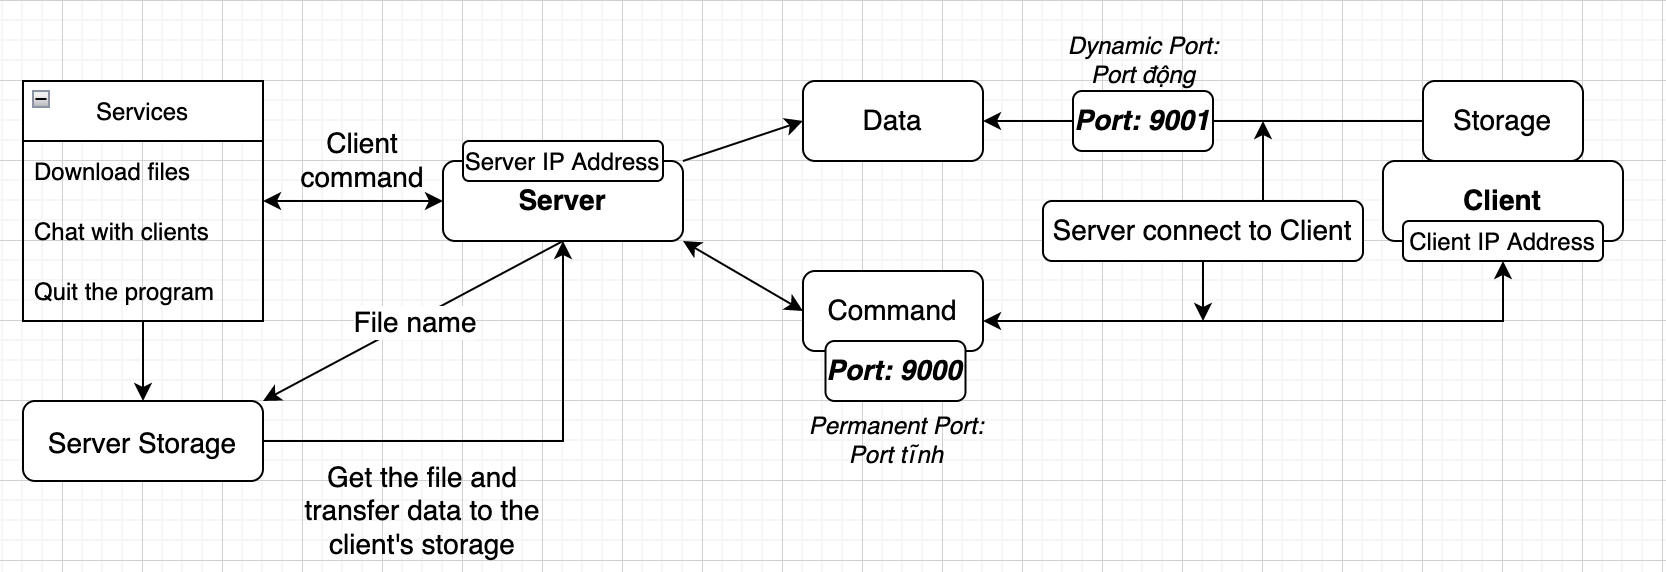 Services
Download files
Chat with clients
Quit the program
Client
command
Server IP Address
Server
File name
Server Storage
Get the file and
transfer data to the
client's storage
Data
Command
Port: 9000
Permanent Port:
Port tĩnh
Dynamic Port:
Port động
Port: 9001
Server connect to Client
Storage
Client
Client IP Address